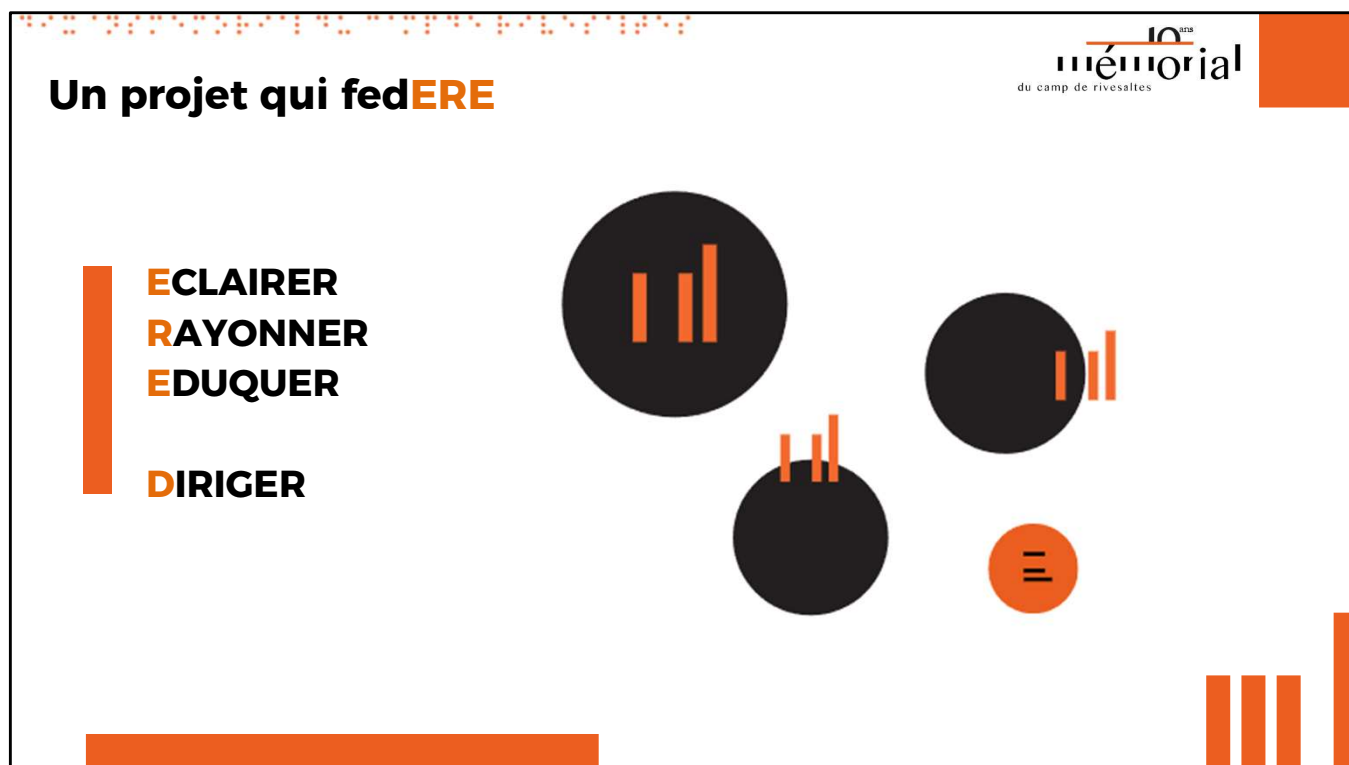 Un projet qui fedERE
10 ans
mémorial
du camp de rivesaltes
ECLAIRER
RAYONNER
EDUQUER
DIRIGER